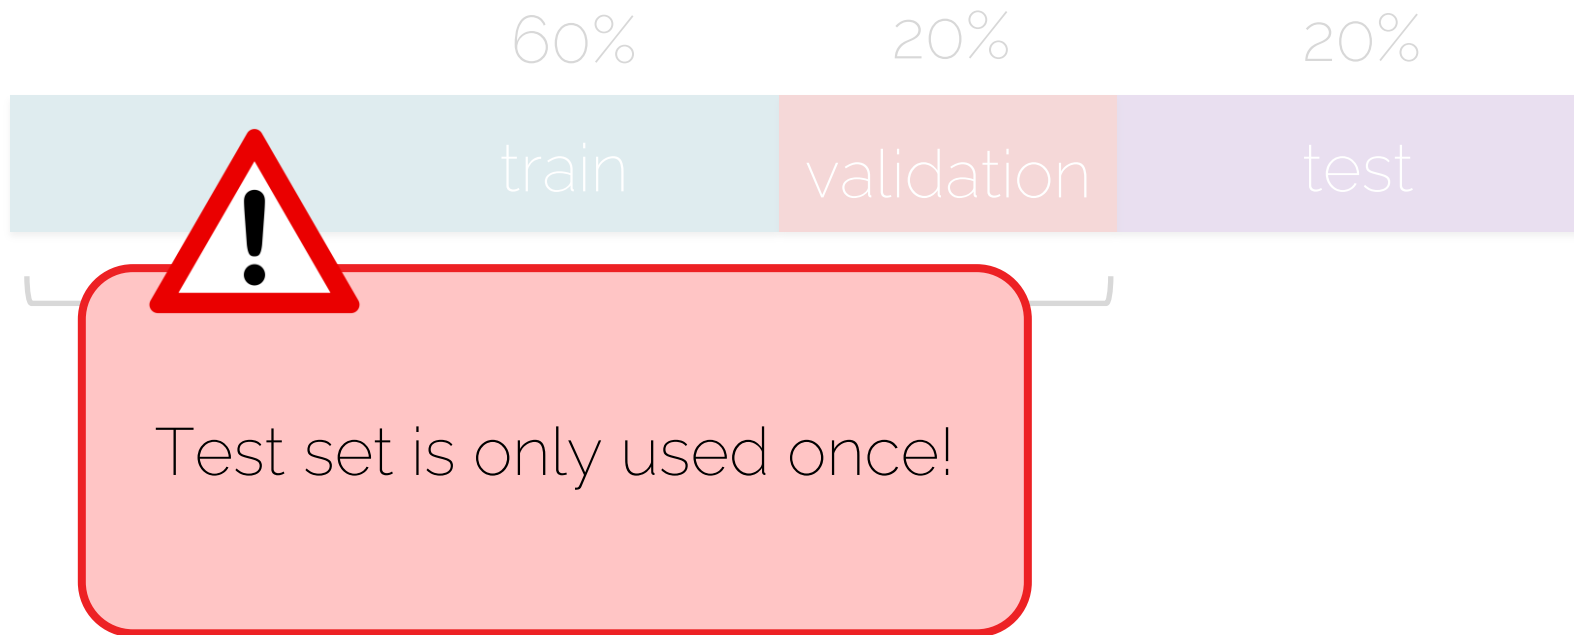 60% 20% 20%
train validation test
Test set is only used once!